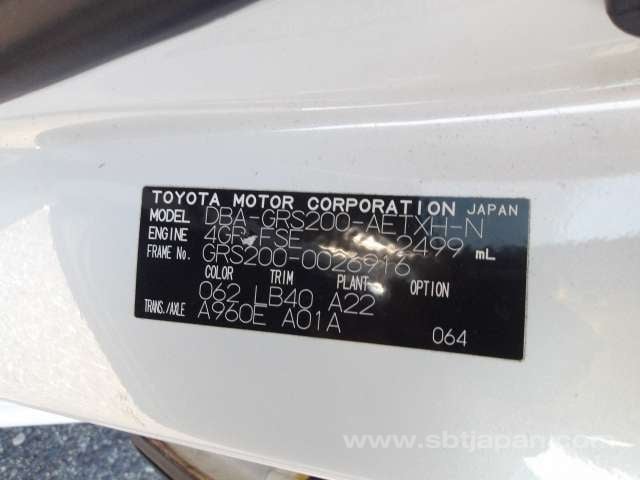 TOYOTA MOTOR CORPORATION JAPAN
MODEL DBA-GRS200-AETXH-N
ENGINE 4GR-FSE 2499 mL
FRAME No. GRS200-0026916
COLOR TRIM PLANT OPTION
062 LB40 A22
TRANS./AXLE A960E A01A
064
www.sbtjapan.com